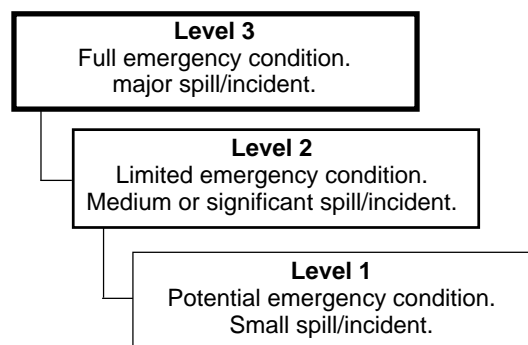 Level 3
Full emergency condition.
major spill/incident.
Level 2
Limited emergency condition.
Medium or significant spill/incident.
Level 1
Potential emergency condition.
Small spill/incident.